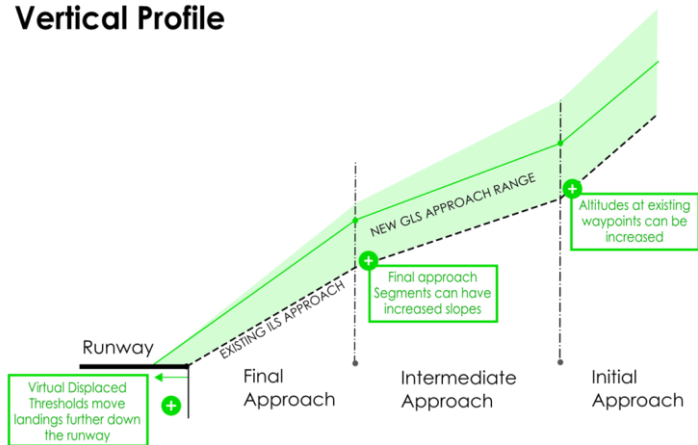 Vertical Profile
NEW GLS APPROACH RANGE
Altitudes at existing
waypoints can be
increased
EXISTING ILS APPROACH
Final approach
Segments can have
increased slopes
Runway
Virtual Displaced
Thresholds move
landings further down
the runway
Final
Approach
Intermediate
Approach
Initial
Approach